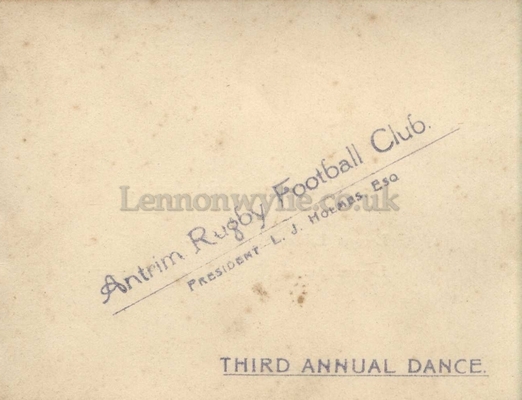 Antrim Rugby Football Club.
PRESIDENT L. J. HOLMES, ESQ
Lennonwylie.co.uk
THIRD ANNUAL DANCE.